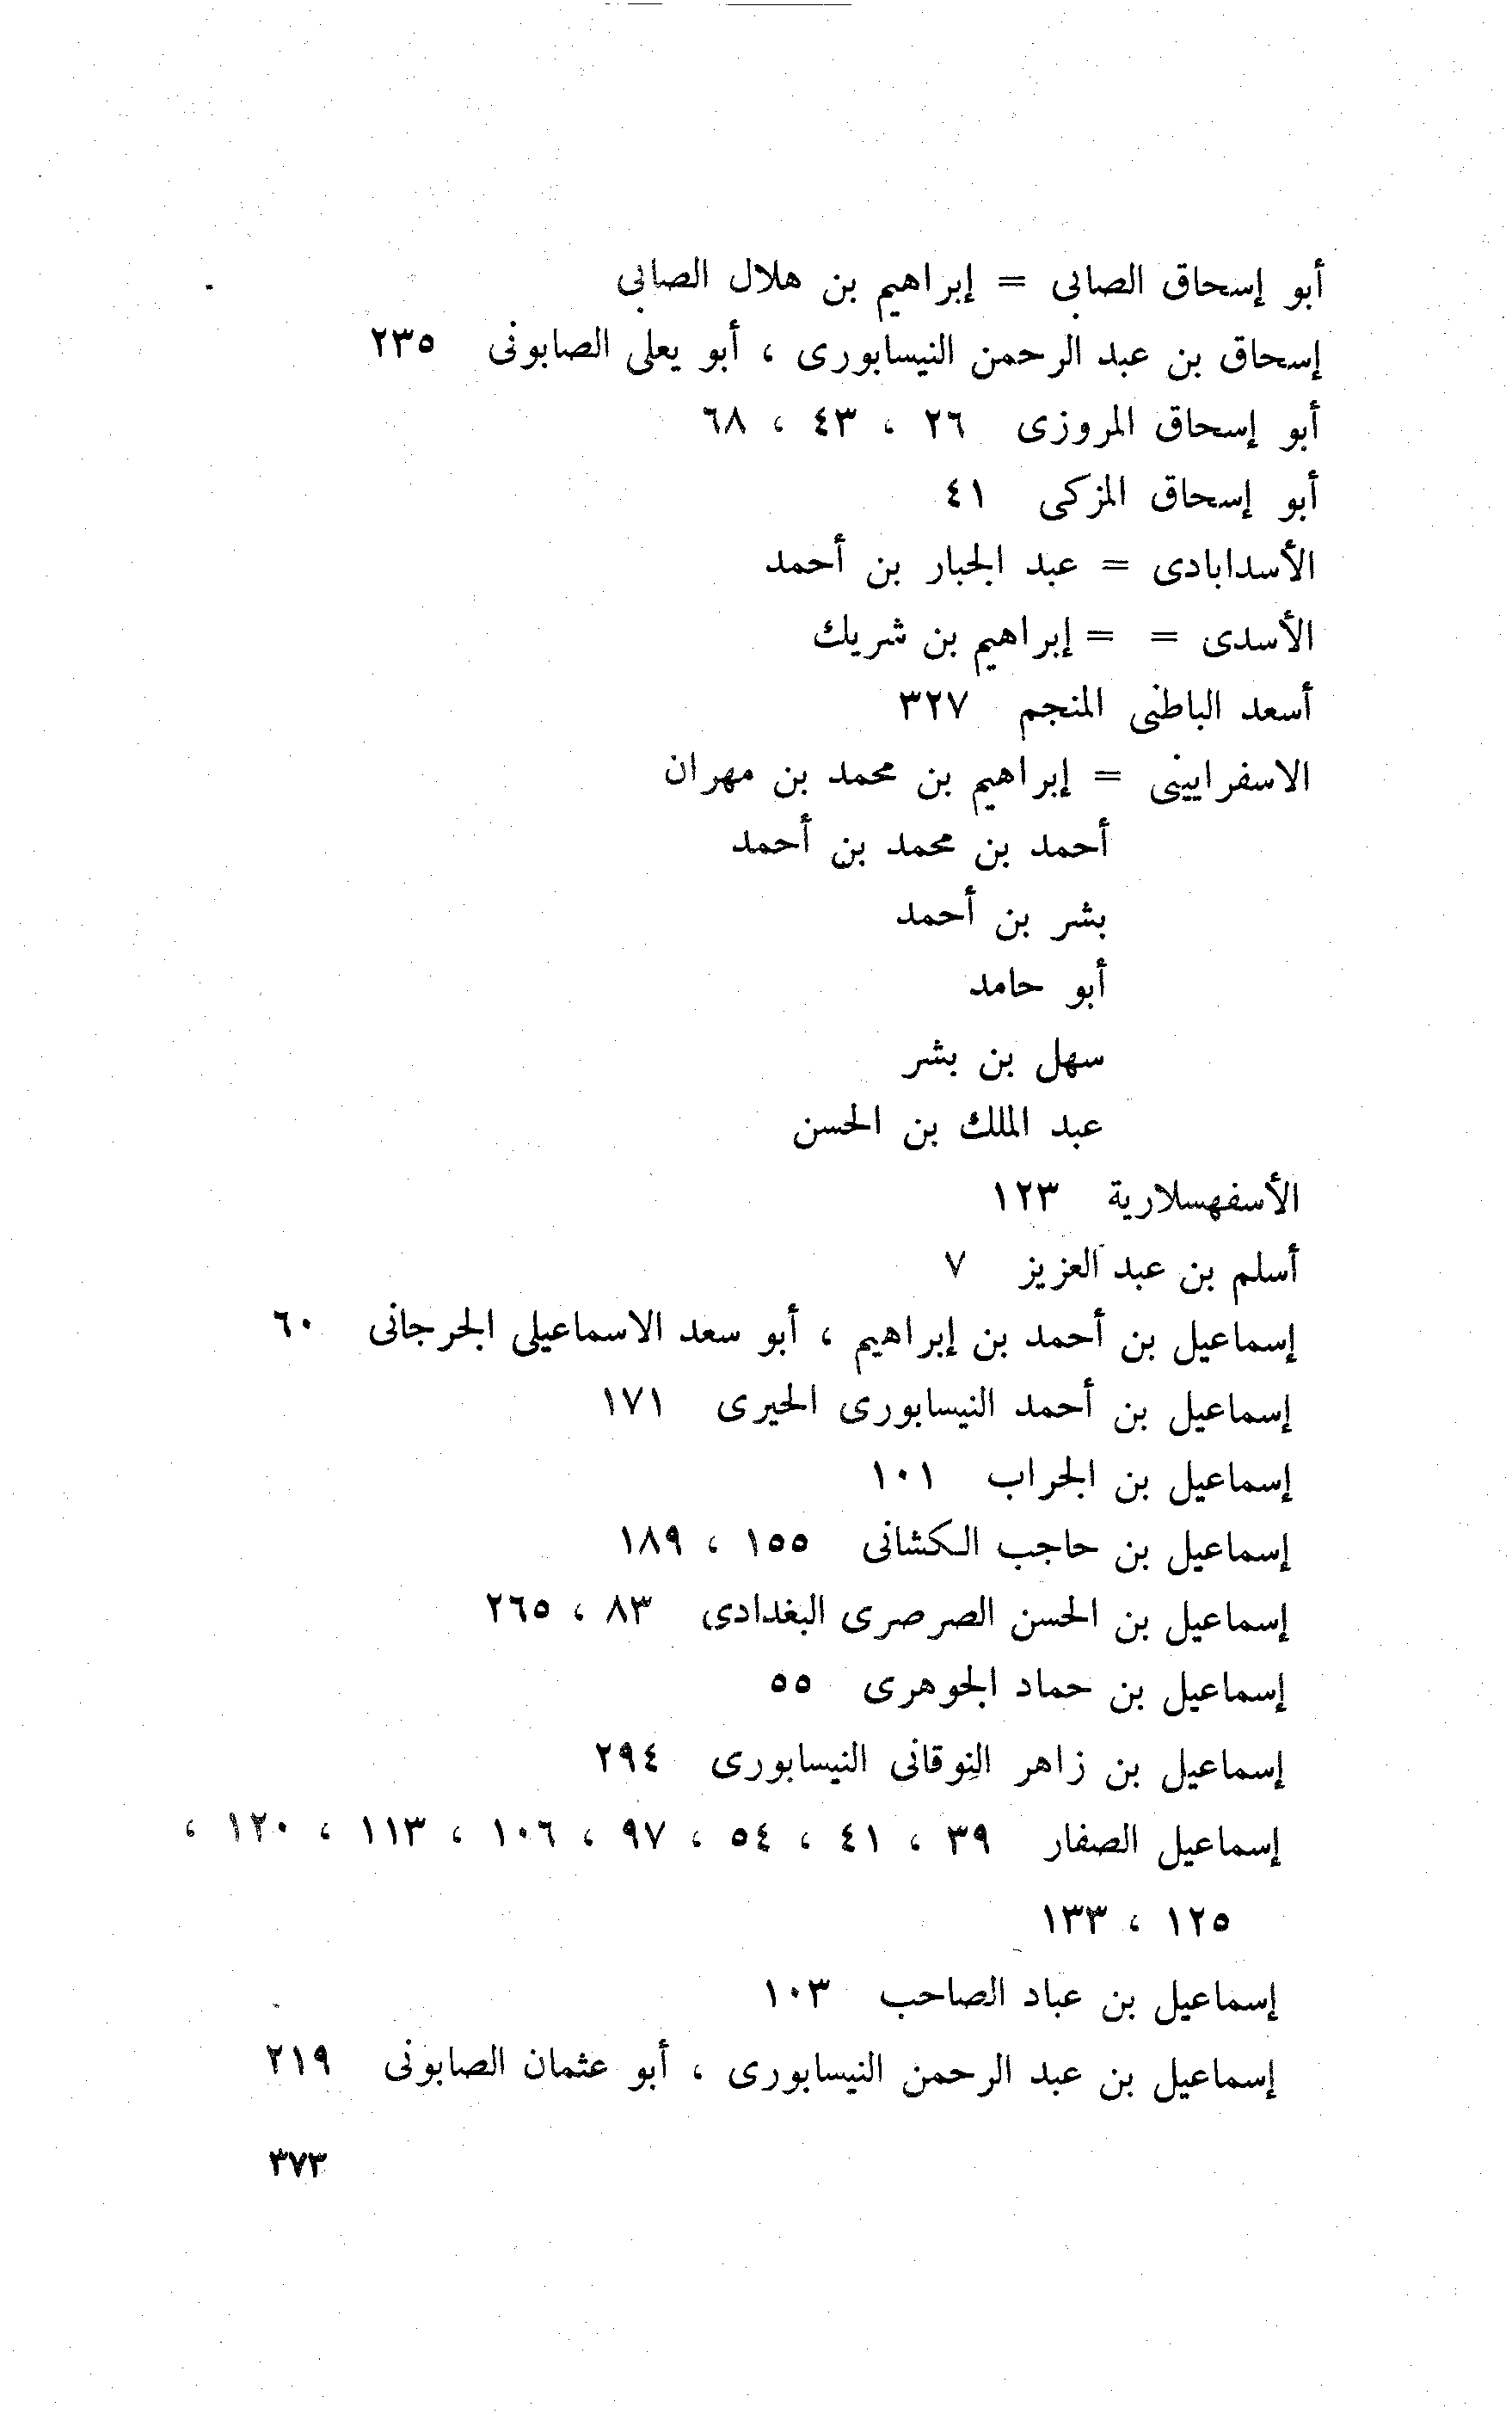 أبو إسحاق الصابى = إبراهيم بن هلال الصابى
إسحاق بن عبد الرحمن النيسابورى ، أبو يعلى الصابونى ٢٣٥
أبو إسحاق المروزى ٢٦ ، ٤٣ ، ٦٨
أبو إسحاق المزكى ٤١
الأسدابادى = عبد الجبار بن أحمد
الأسدى = = إبراهيم بن شريك
أسعد الباطنى المنجم ٣٢٧
الاسفرايينى = إبراهيم بن محمد بن مهران
أحمد بن محمد بن أحمد
بشر بن أحمد
أبو حامد
سهل بن بشر
عبد الملك بن الحسن
الأسفهسلارية ١٢٣
أسلم بن عبد العزيز ٧
إسماعيل بن أحمد بن إبراهيم ، أبو سعد الاسماعيلى الجرجانى ٦٠
إسماعيل بن أحمد النيسابورى الحيرى ١٧١
إسماعيل بن الجراب ١٠١
إسماعيل بن حاجب الكشانى ١٥٥ ، ١٨٩
إسماعيل بن الحسن الصرصرى البغدادى ٨٣ ، ٢٦٥
إسماعيل بن حماد الجوهرى ٥٥
إسماعيل بن زاهر النوقانى النيسابورى ٢٩٤
إسماعيل الصفار ٣٩ ، ٤١ ، ٥٤ ، ٩٧ ، ١٠٦ ، ١١٣ ، ١٢٠ ،
١٢٥ ، ١٣٣
إسماعيل بن عباد الصاحب ١٠٣
إسماعيل بن عبد الرحمن النيسابورى ، أبو عثمان الصابونى ٢١٩
٣٧٣